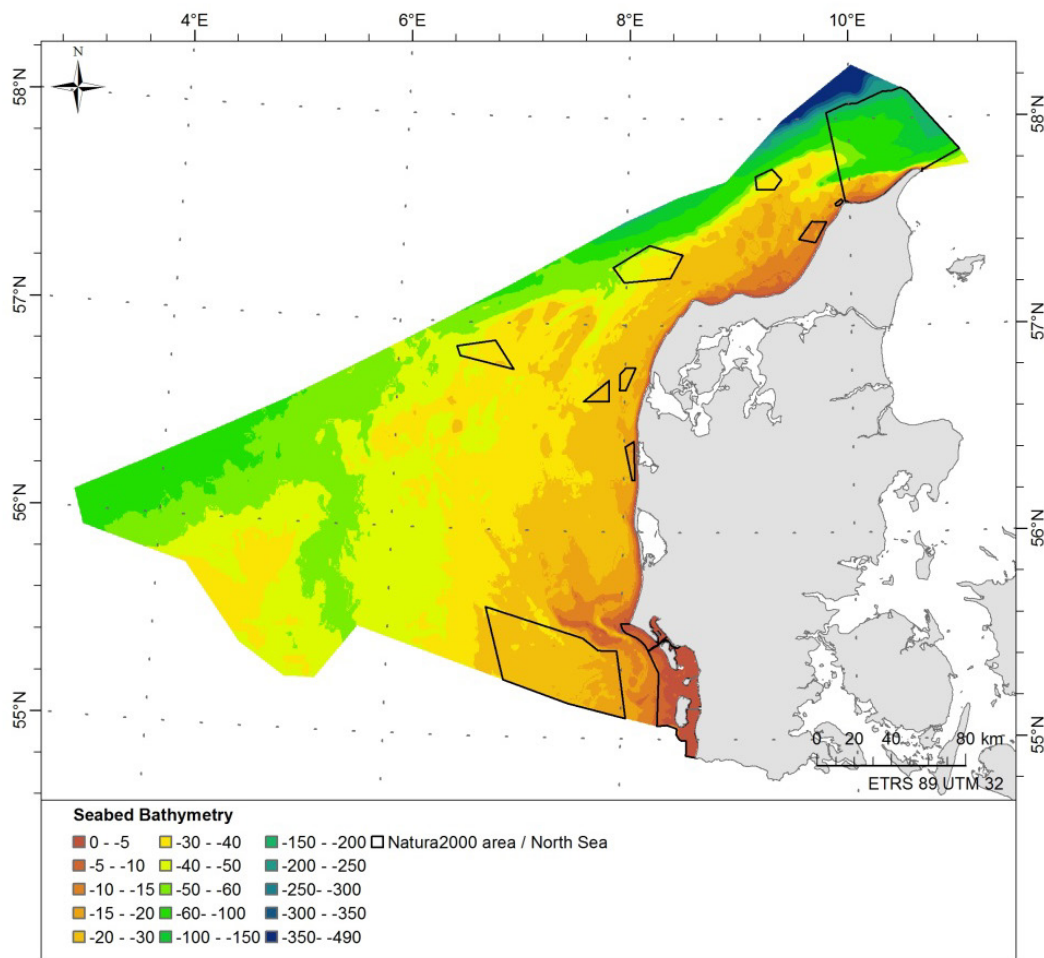 4°E 6°E 8°E 10°E
N
58°N 58°N
57°N 57°N
56°N 56°N
55°N 55°N
0 20 40 80 km
ETRS 89 UTM 32
Seabed Bathymetry
0 - -5 -30 - -40 -150 - -200 Natura2000 area / North Sea
-5 - -10 -40 - -50 -200 - -250
-10 - -15 -50 - -60 -250 - -300
-15 - -20 -60- -100 -300 - -350
-20 - -30 -100 - -150 -350- -490